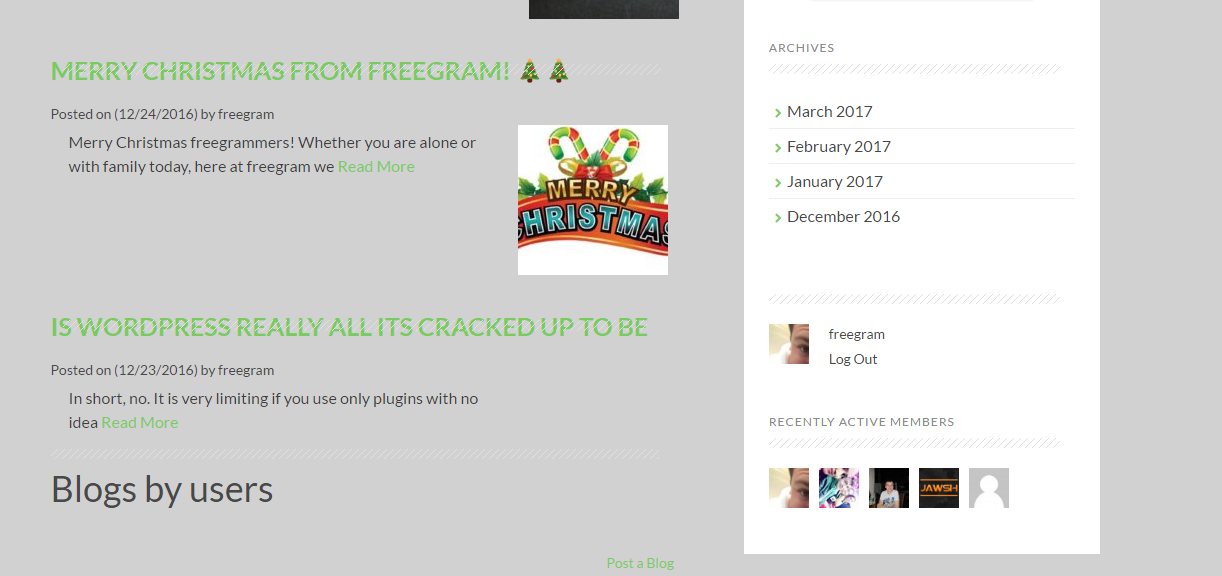 MERRY CHRISTMAS FROM FREEGRAM! 🎄🎄
Posted on (12/24/2016) by freegram
Merry Christmas freegrammers! Whether you are alone or
with family today, here at freegram we Read More
MERRY
CHRISTMAS
IS WORDPRESS REALLY ALL ITS CRACKED UP TO BE
Posted on (12/23/2016) by freegram
In short, no. It is very limiting if you use only plugins with no
idea Read More
Blogs by users
Post a Blog
ARCHIVES
March 2017
February 2017
January 2017
December 2016
freegram
Log Out
RECENTLY ACTIVE MEMBERS
JAWSH